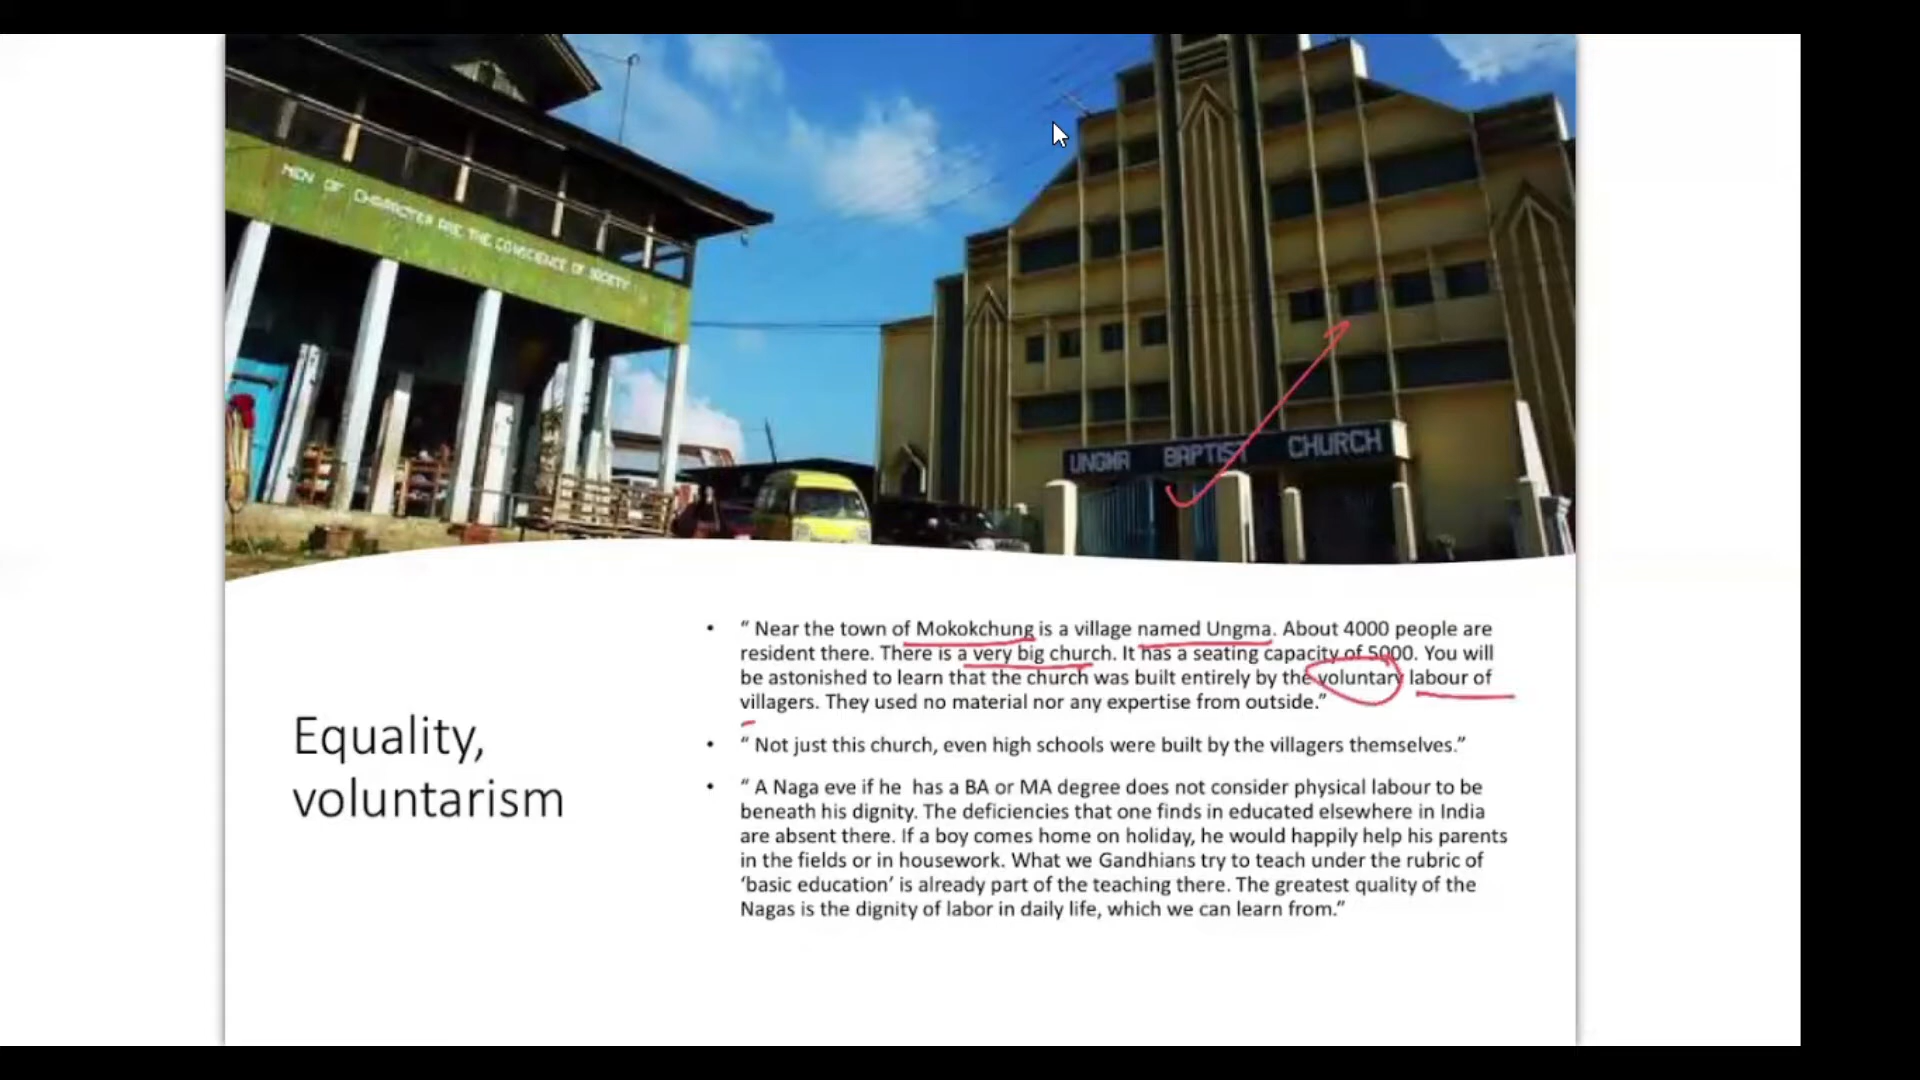 MEN OF CHARACTER ARE THE CONSCIENCE OF SOCIETY
UNGMA BAPTIST CHURCH
Equality,
voluntarism
• “ Near the town of Mokokchung is a village named Ungma. About 4000 people are
resident there. There is a very big church. It has a seating capacity of 5000. You will
be astonished to learn that the church was built entirely by the voluntary labour of
villagers. They used no material nor any expertise from outside.”
• “ Not just this church, even high schools were built by the villagers themselves.”
• “ A Naga eve if he has a BA or MA degree does not consider physical labour to be
beneath his dignity. The deficiencies that one finds in educated elsewhere in India
are absent there. If a boy comes home on holiday, he would happily help his parents
in the fields or in housework. What we Gandhians try to teach under the rubric of
‘basic education’ is already part of the teaching there. The greatest quality of the
Nagas is the dignity of labor in daily life, which we can learn from.”